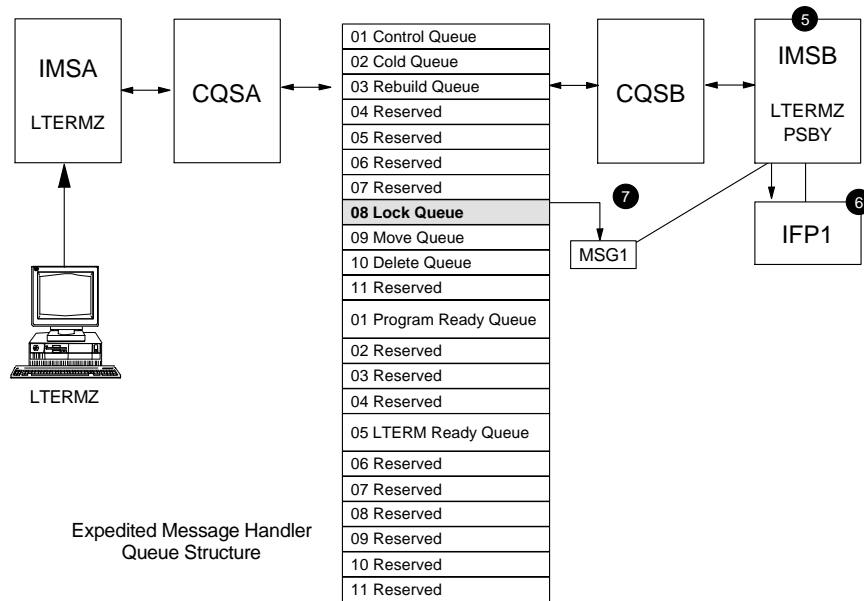 IMSA
LTERMZ
CQSA
01 Control Queue
02 Cold Queue
03 Rebuild Queue
04 Reserved
05 Reserved
06 Reserved
07 Reserved
08 Lock Queue
09 Move Queue
10 Delete Queue
11 Reserved
01 Program Ready Queue
02 Reserved
03 Reserved
04 Reserved
05 LTERM Ready Queue
06 Reserved
07 Reserved
08 Reserved
09 Reserved
10 Reserved
11 Reserved
CQSB
5
IMSB
LTERMZ
PSBY
7
MSG1
6
IFP1
LTERMZ
Expedited Message Handler
Queue Structure